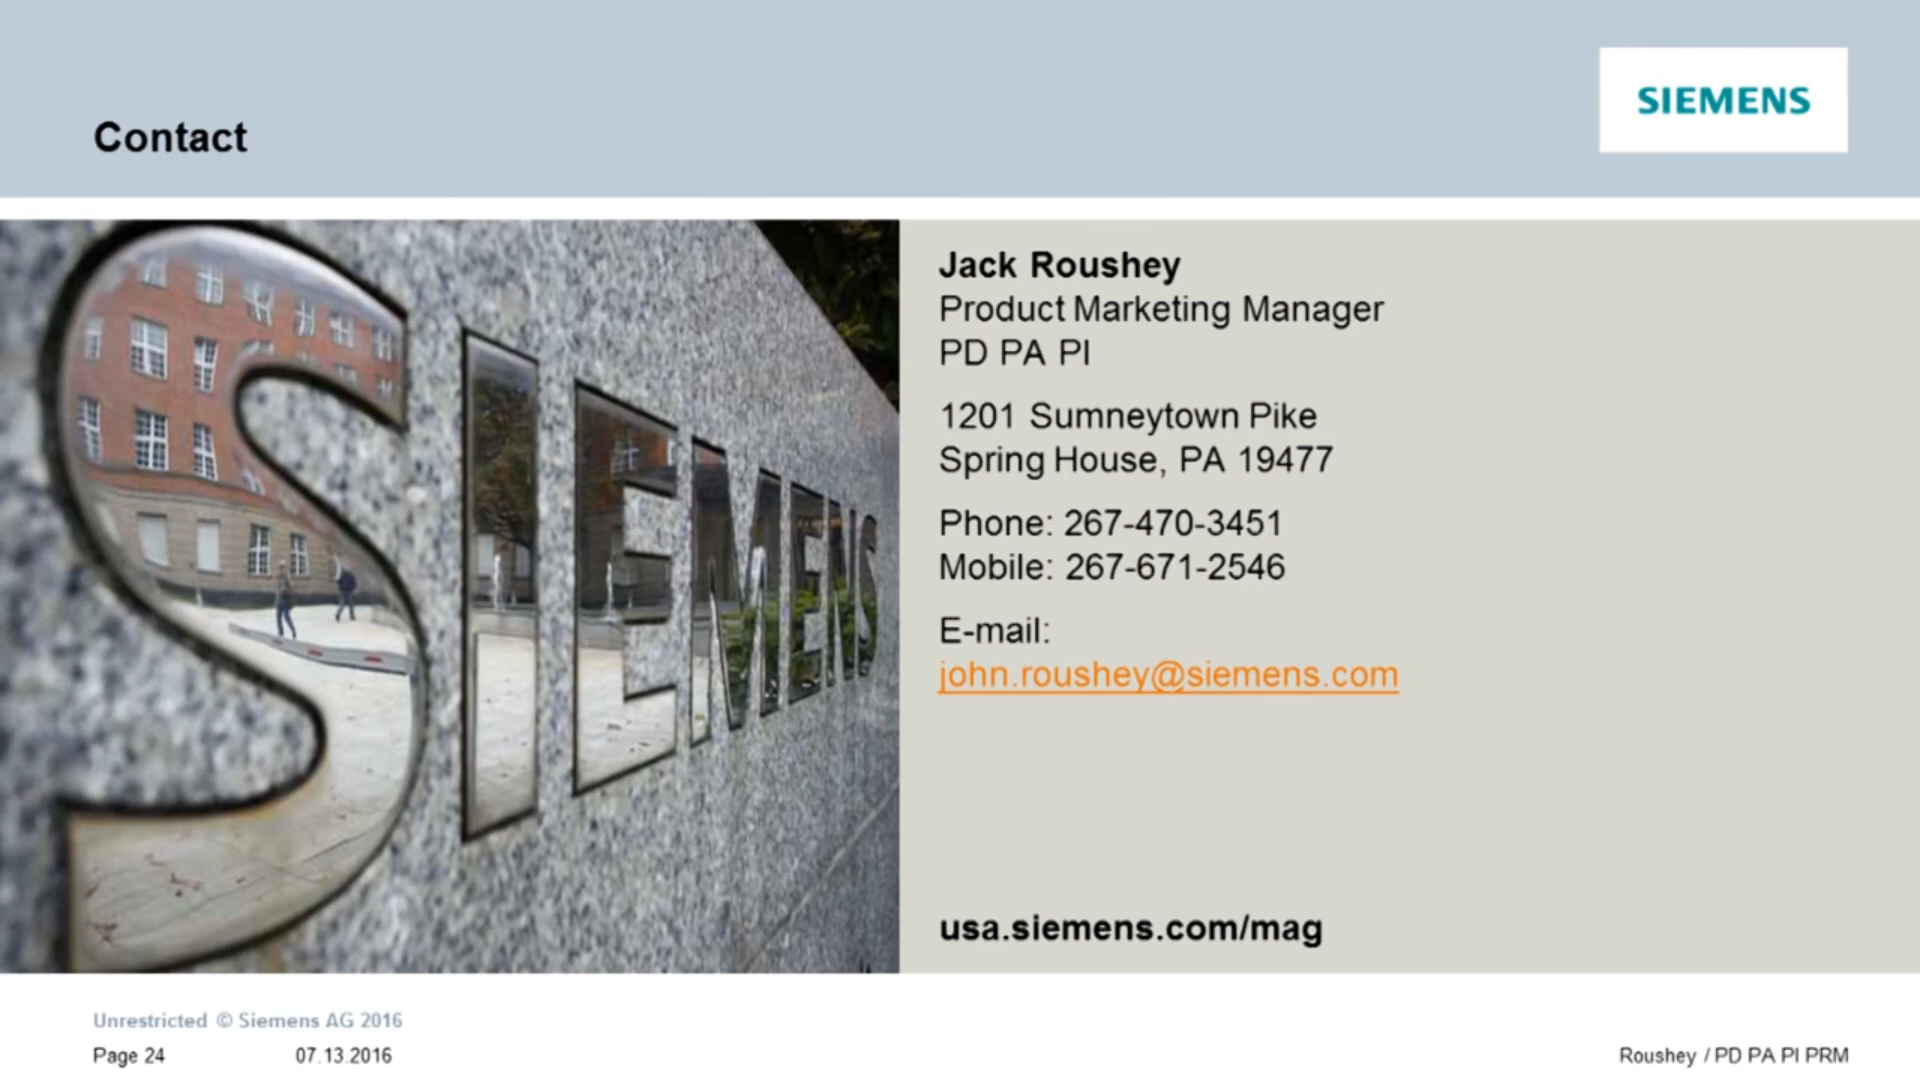 Contact
SIEMENS
SIEMENS
Jack Roushey
Product Marketing Manager
PD PA PI
1201 Sumneytown Pike
Spring House, PA 19477
Phone: 267-470-3451
Mobile: 267-671-2546
E-mail:
john.roushey@siemens.com
usa.siemens.com/mag
Unrestricted © Siemens AG 2016
Page 24 07.13.2016
Roushey / PD PA PI PRM